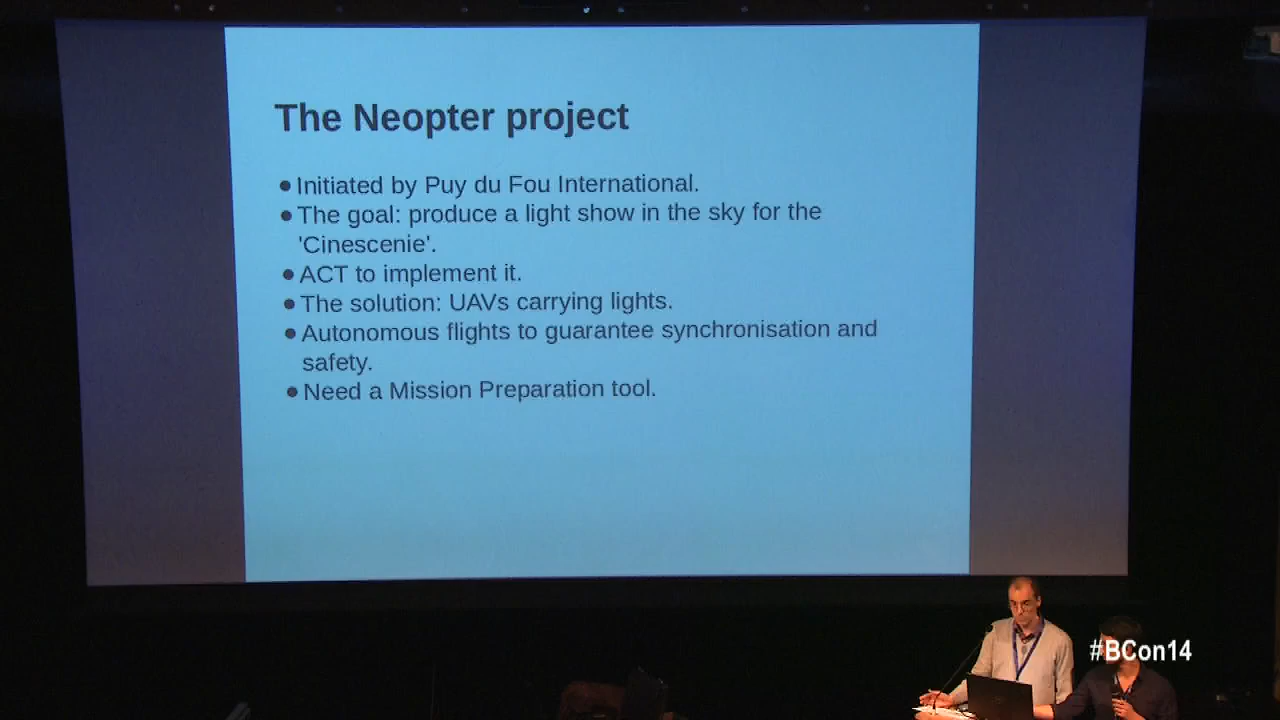 The Neopter project
● Initiated by Puy du Fou International.
● The goal: produce a light show in the sky for the
'Cinescenie'.
● ACT to implement it.
● The solution: UAVs carrying lights.
● Autonomous flights to guarantee synchronisation and
safety.
● Need a Mission Preparation tool.
#BCon14